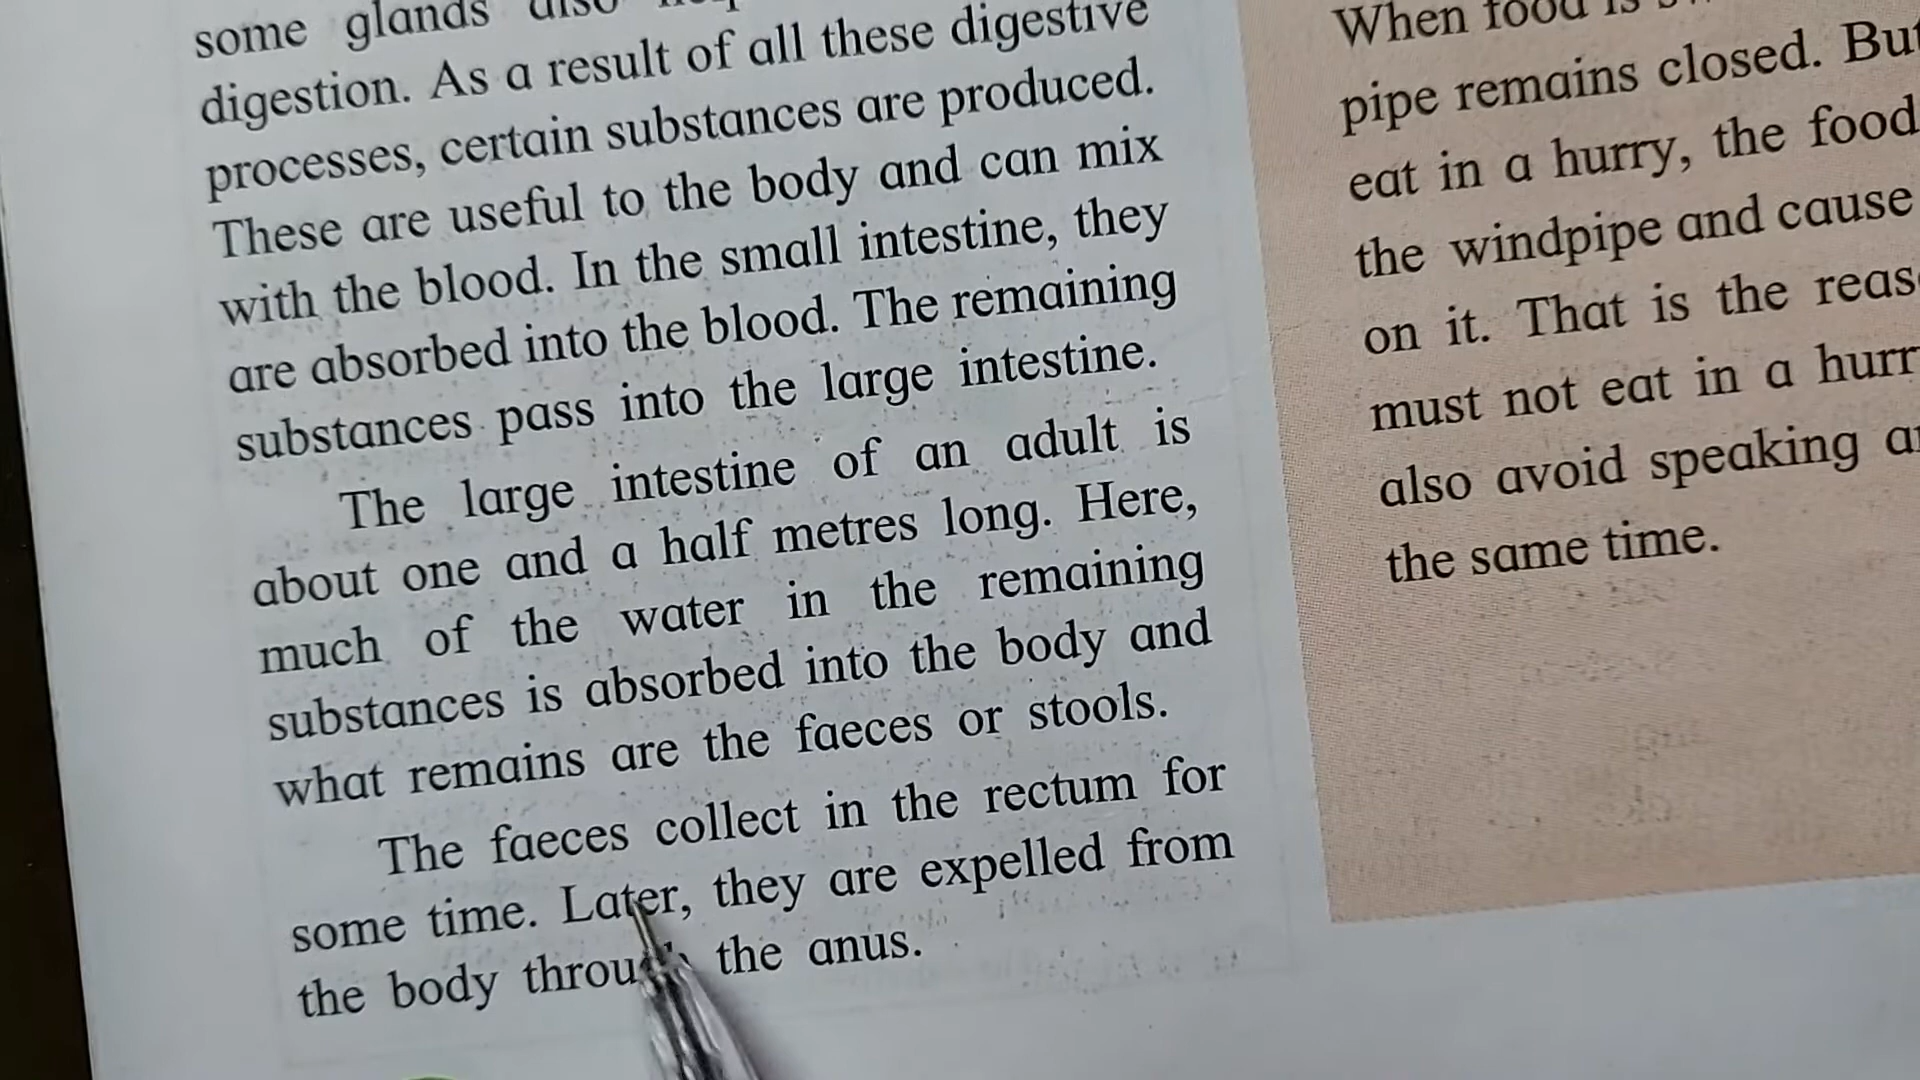 some glands also
digestion. As a result of all these digestive
processes, certain substances are produced.
These are useful to the body and can mix
with the blood. In the small intestine, they
are absorbed into the blood. The remaining
substances pass into the large intestine.
The large intestine of an adult is
about one and a half metres long. Here,
much of the water in the remaining
substances is absorbed into the body and
what remains are the faeces or stools.
The faeces collect in the rectum for
some time. Later, they are expelled from
the body through the anus.
When food is
pipe remains closed. But
eat in a hurry, the food
the windpipe and cause
on it. That is the
must not eat in a
also avoid speaking
the same time.